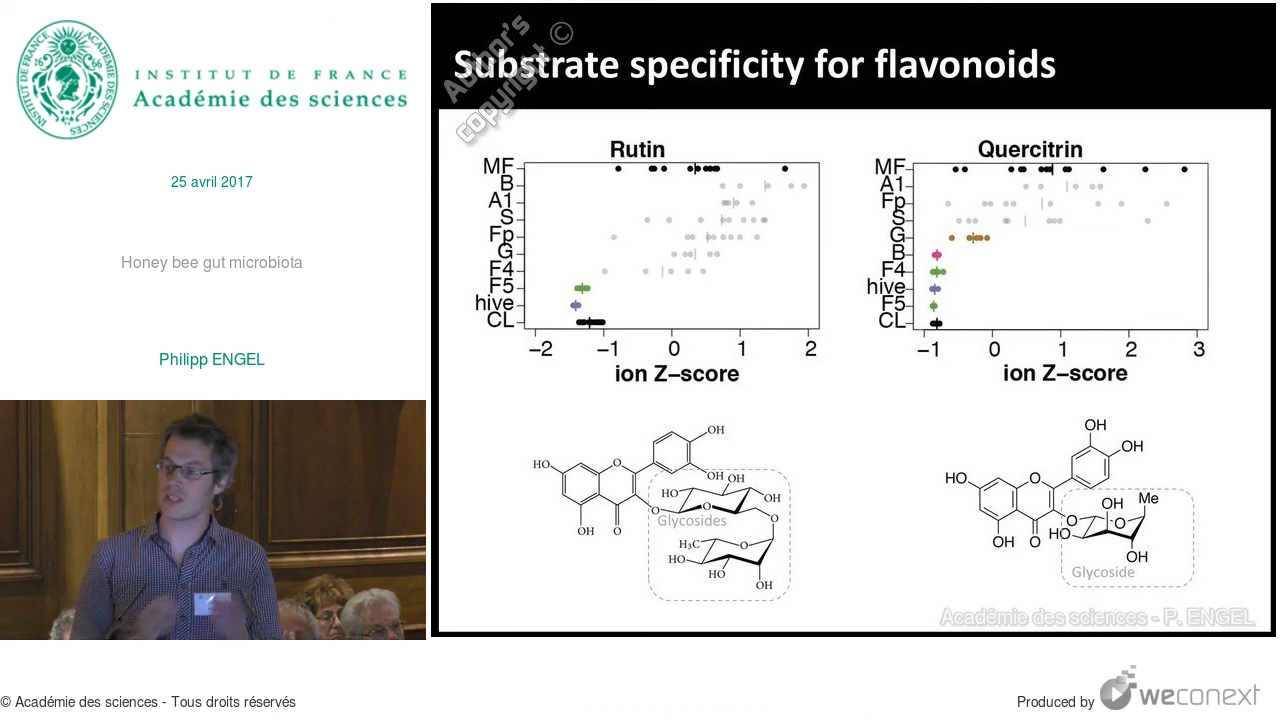 INSTITUT DE FRANCE
Académie des sciences
25 avril 2017
Honey bee gut microbiota
Philipp ENGEL
Author's copyright ©
Substrate specificity for flavonoids
Rutin
MF
B
A1
S
Fp
G
F4
F5
hive
CL
−2 −1 0 1 2
ion Z−score
Quercitrin
MF
A1
Fp
S
G
B
F4
hive
F5
CL
−1 0 1 2 3
ion Z−score
OH
HO
O
OH
OH
HO
OH
O
Glycosides
OH
O
O
H₃C
O
HO
HO
OH
OH
OH
HO
O
OH
Me
O
O
HO
OH
O
OH
Glycoside
Académie des sciences - P. ENGEL
© Académie des sciences - Tous droits réservés
Produced by weconext